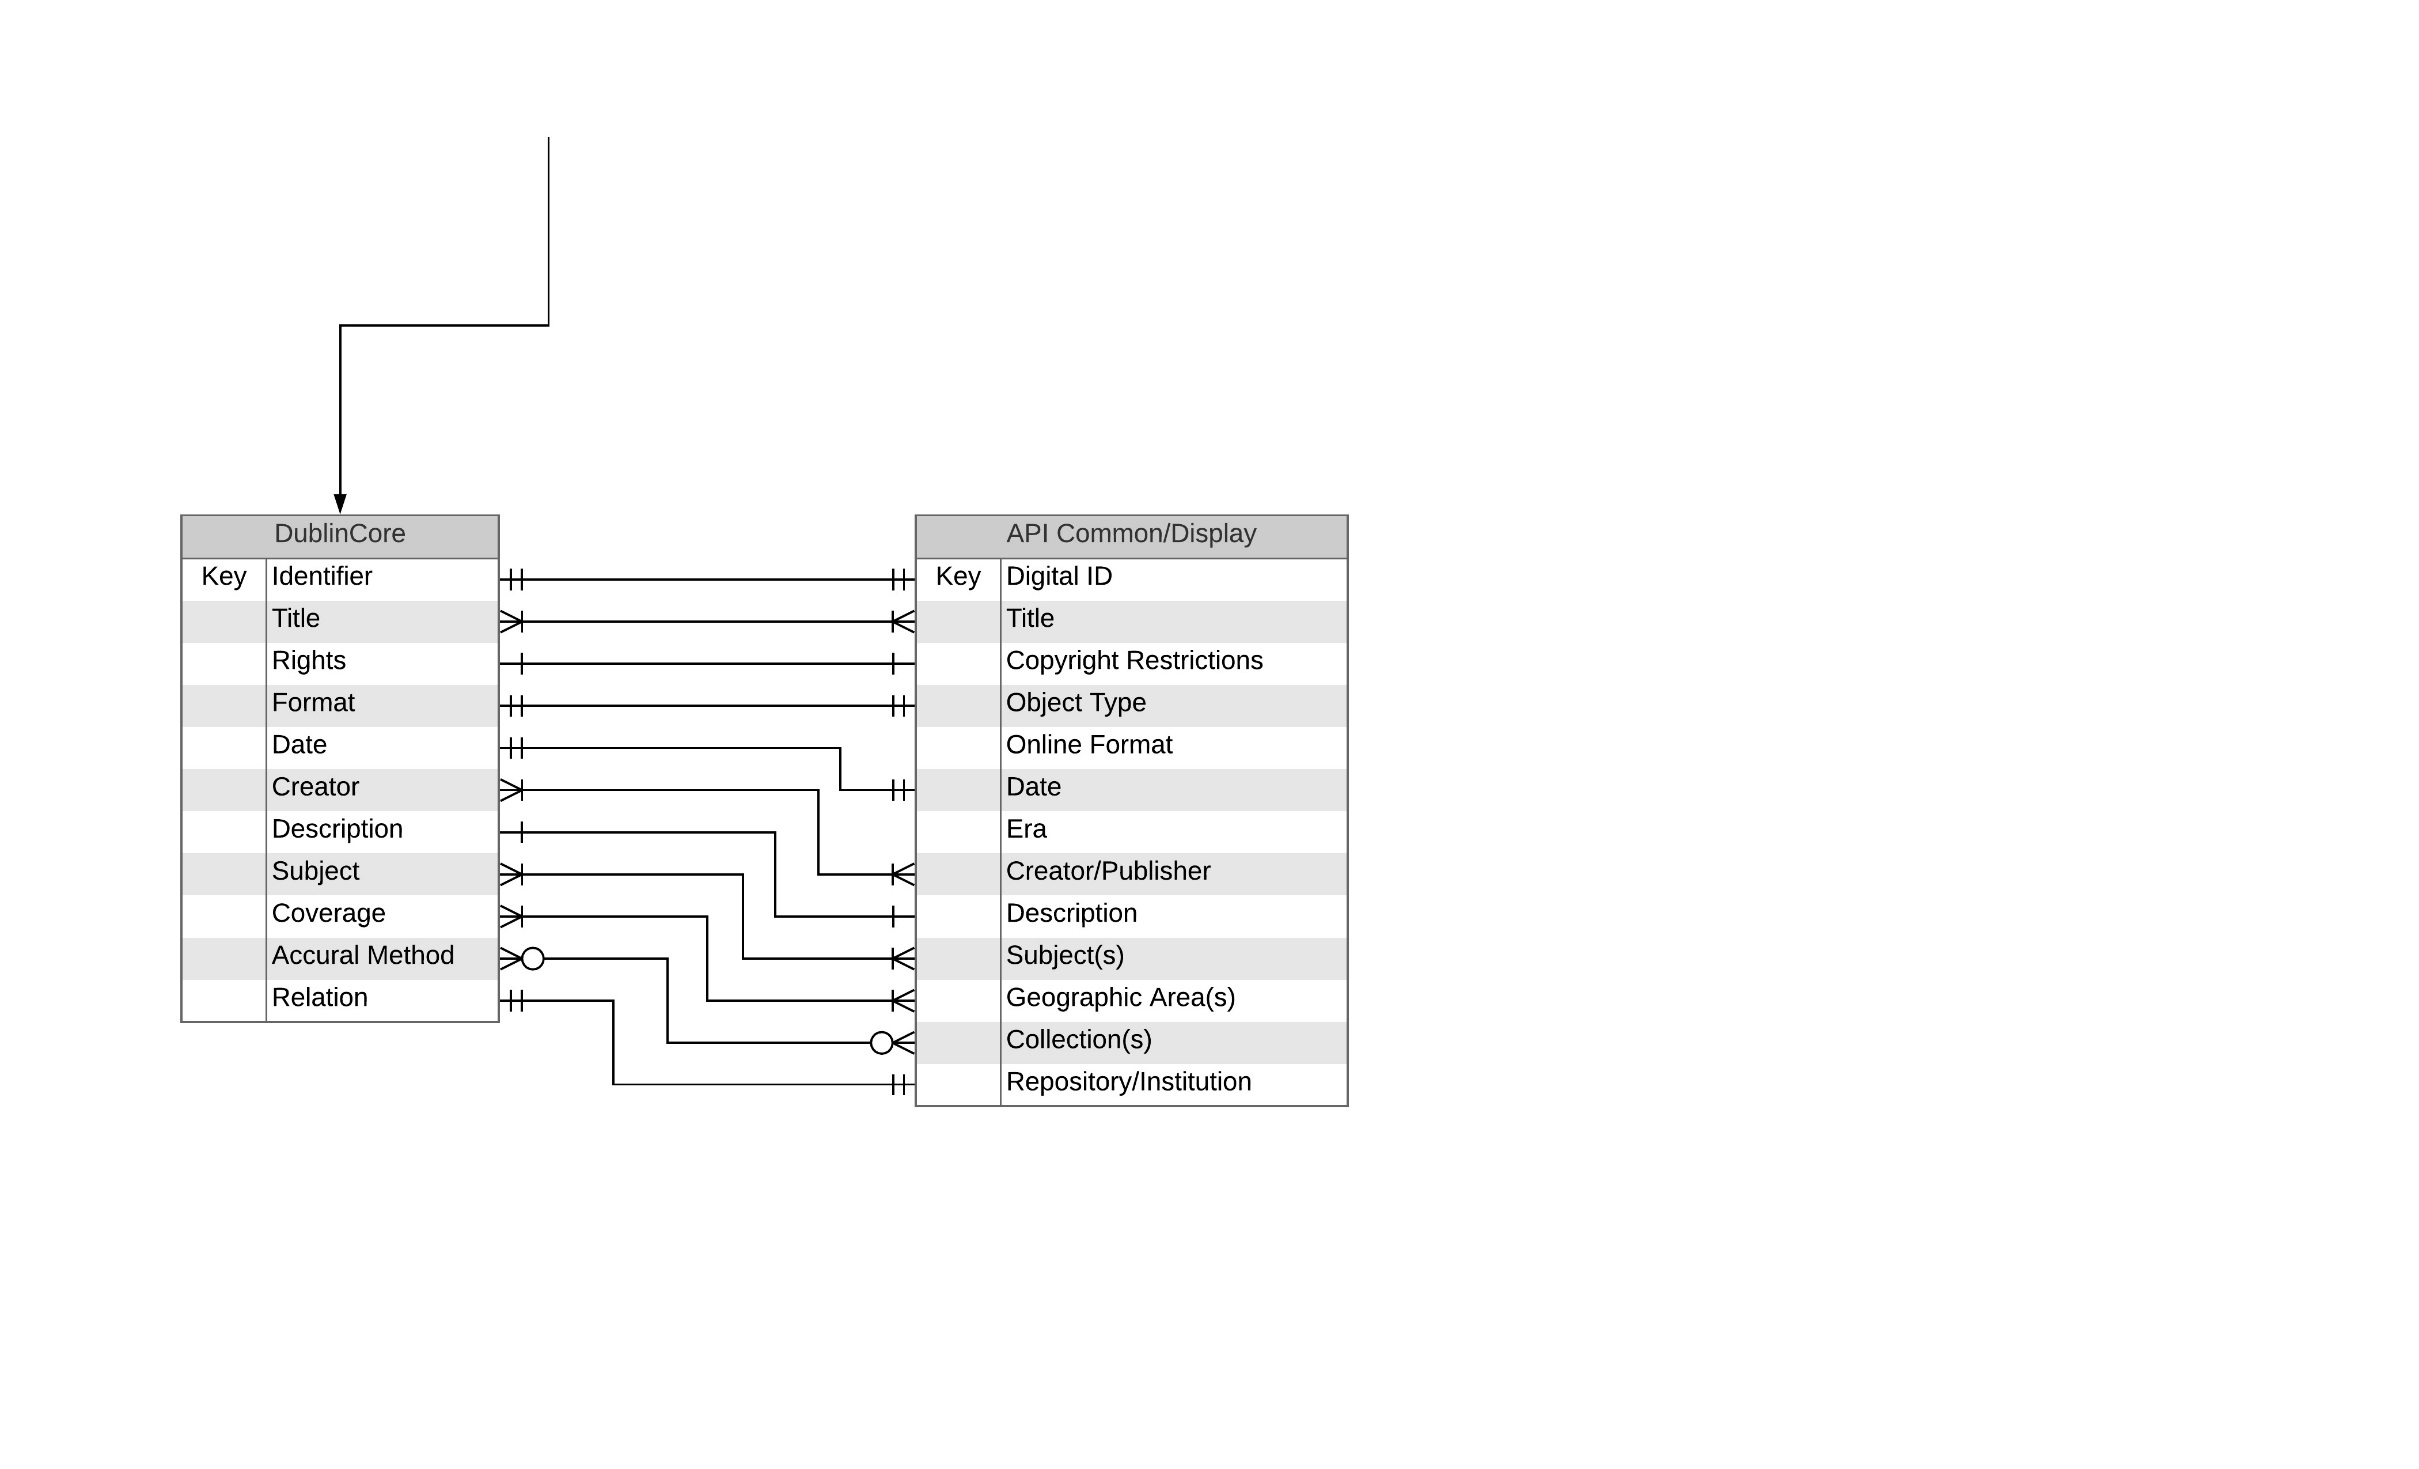 DublinCore
Key Identifier
Title
Rights
Format
Date
Creator
Description
Subject
Coverage
Accural Method
Relation
API Common/Display
Key Digital ID
Title
Copyright Restrictions
Object Type
Online Format
Date
Era
Creator/Publisher
Description
Subject(s)
Geographic Area(s)
Collection(s)
Repository/Institution